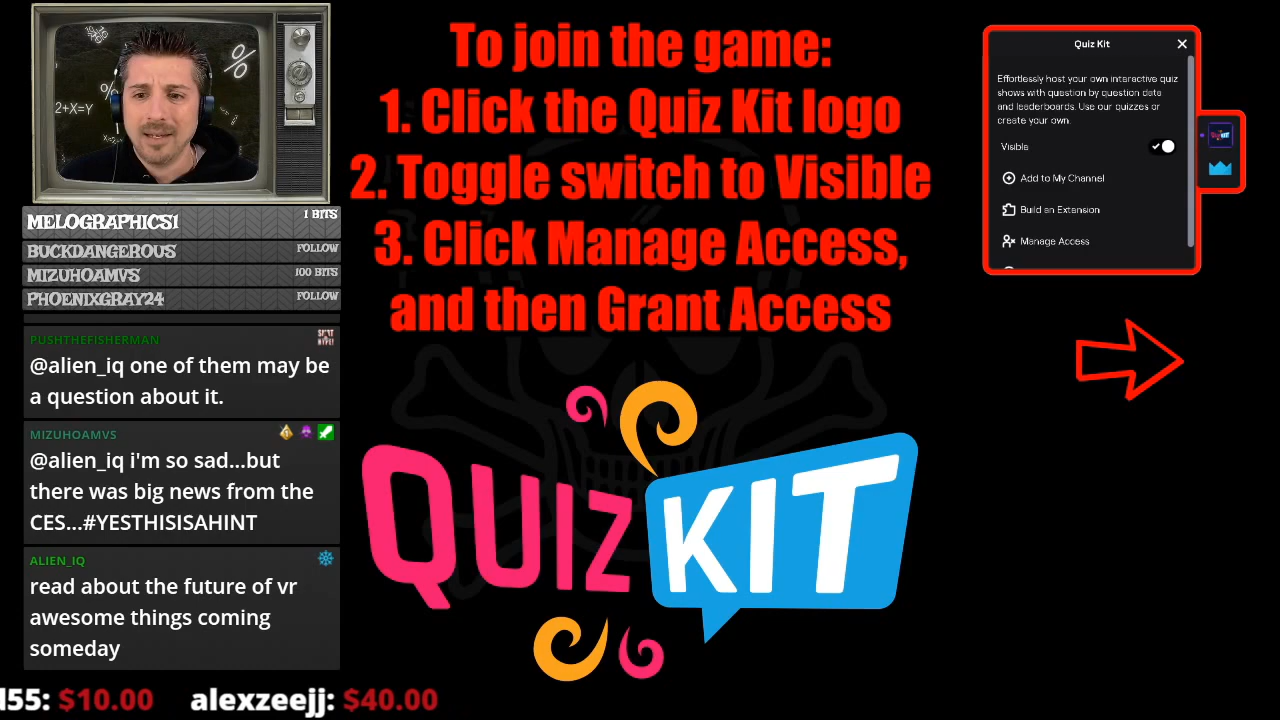 To join the game:
1. Click the Quiz Kit logo
2. Toggle switch to Visible
3. Click Manage Access,
and then Grant Access
QUIZ KIT
Quiz Kit
Effortlessly host your own interactive quiz
shows with question by question data
and leaderboards. Use our quizzes or
create your own.
Visible
Add to My Channel
Build an Extension
Manage Access
%
2+X=Y
MELOGRAPHICS1 1 BITS
BUCKDANGEROUS FOLLOW
MIZUHOAMVS 100 BITS
PHOENIXGRAY24 FOLLOW
PUSHTHEFISHERMAN
@alien_iq one of them may be
a question about it.
MIZUHOAMVS
@alien_iq i'm so sad...but
there was big news from the
CES...#YESTHISISAHINT
ALIEN_IQ
read about the future of vr
awesome things coming
someday
55: $10.00 alexzeejj: $40.00